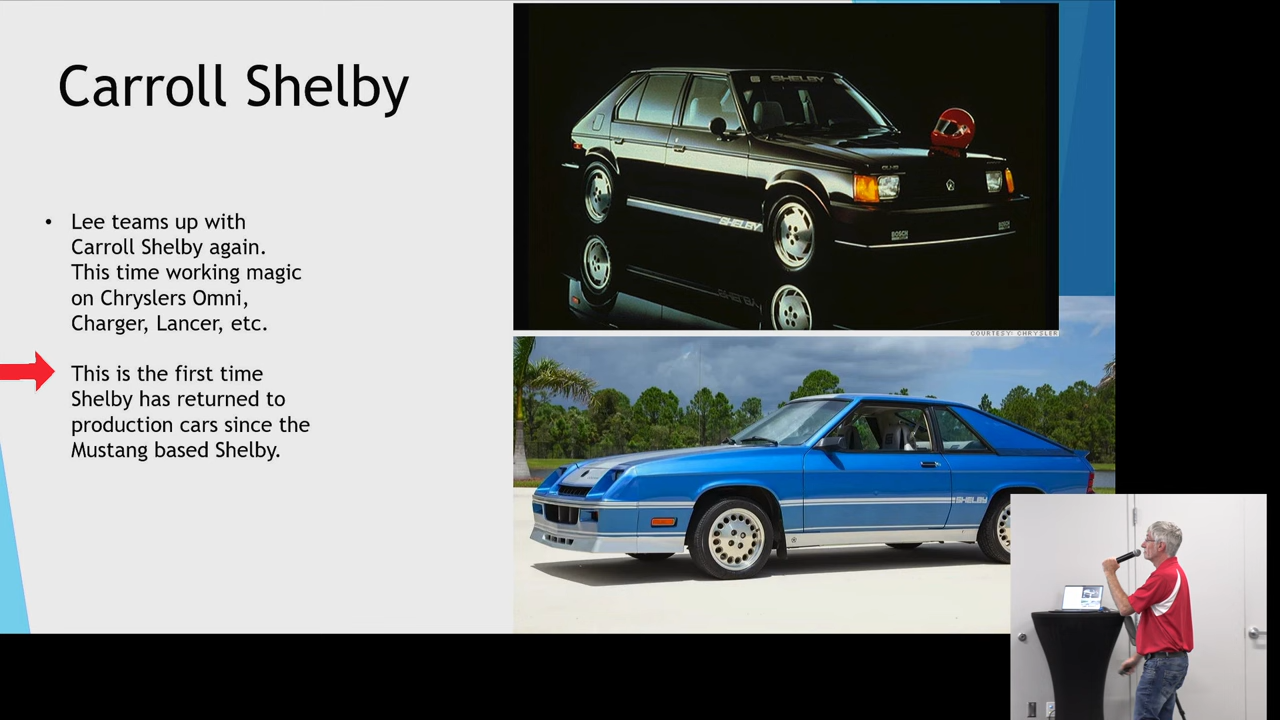 Carroll Shelby
• Lee teams up with
Carroll Shelby again.
This time working magic
on Chryslers Omni,
Charger, Lancer, etc.
This is the first time
Shelby has returned to
production cars since the
Mustang based Shelby.
SHELBY
SHELBY
BOSCH
BOSCH
COURTESY/ CHRYSLER
SHELBY